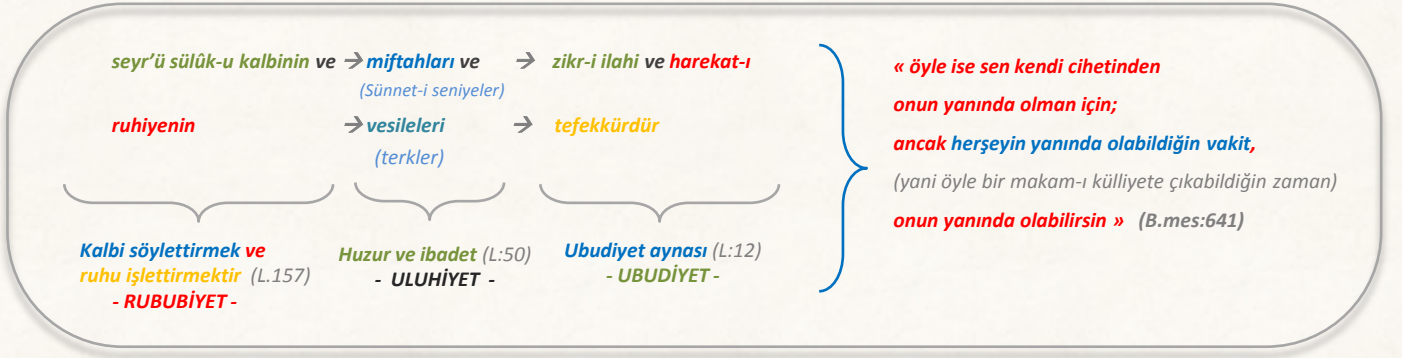 seyr'ü sülûk-u kalbinin ve → miftahları ve → zikr-i ilahi ve harekat-ı
(Sünnet-i seniyeler)
ruhiyenin → vesileleri → tefekkürdür
(terkler)
Kalbi söylettirmek ve
ruhu işlettirmektir (L.157)
- RUBUBİYET -
Huzur ve ibadet (L:50)
- ULUHİYET -
Ubudiyet aynası (L:12)
- UBUDİYET -
« öyle ise sen kendi cihetinden
onun yanında olman için;
ancak herşeyin yanında olabildiğin vakit,
(yani öyle bir makam-ı külliyete çıkabildiğin zaman)
onun yanında olabilirsin » (B.mes:641)